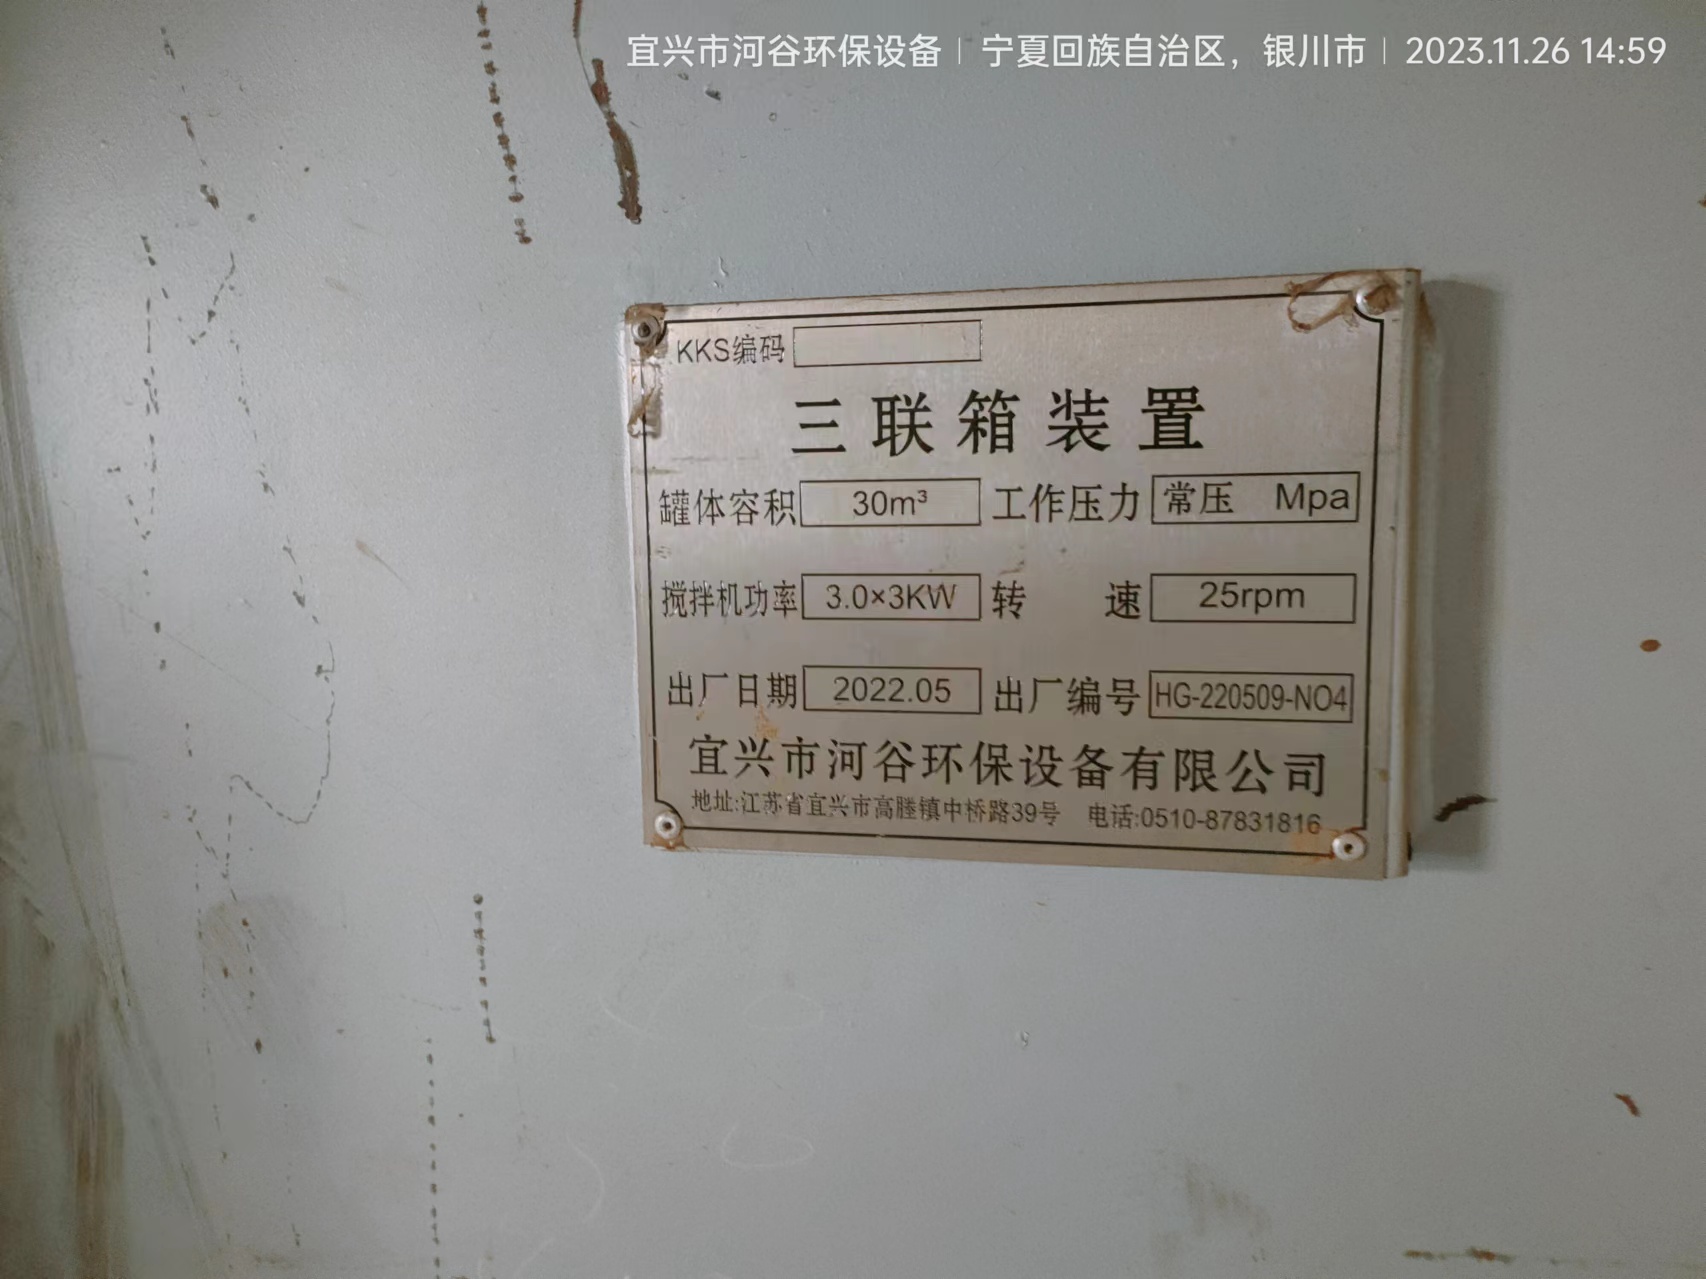 宜兴市河谷环保设备 | 宁夏回族自治区，银川市 | 2023.11.26 14:59
KKS编码
三联箱装置
罐体容积 30m³ 工作压力 常压 Mpa
搅拌机功率 3.0×3KW 转 速 25rpm
出厂日期 2022.05 出厂编号 HG-220509-NO4
宜兴市河谷环保设备有限公司
地址:江苏省宜兴市高塍镇中桥路39号 电话:0510-87831816